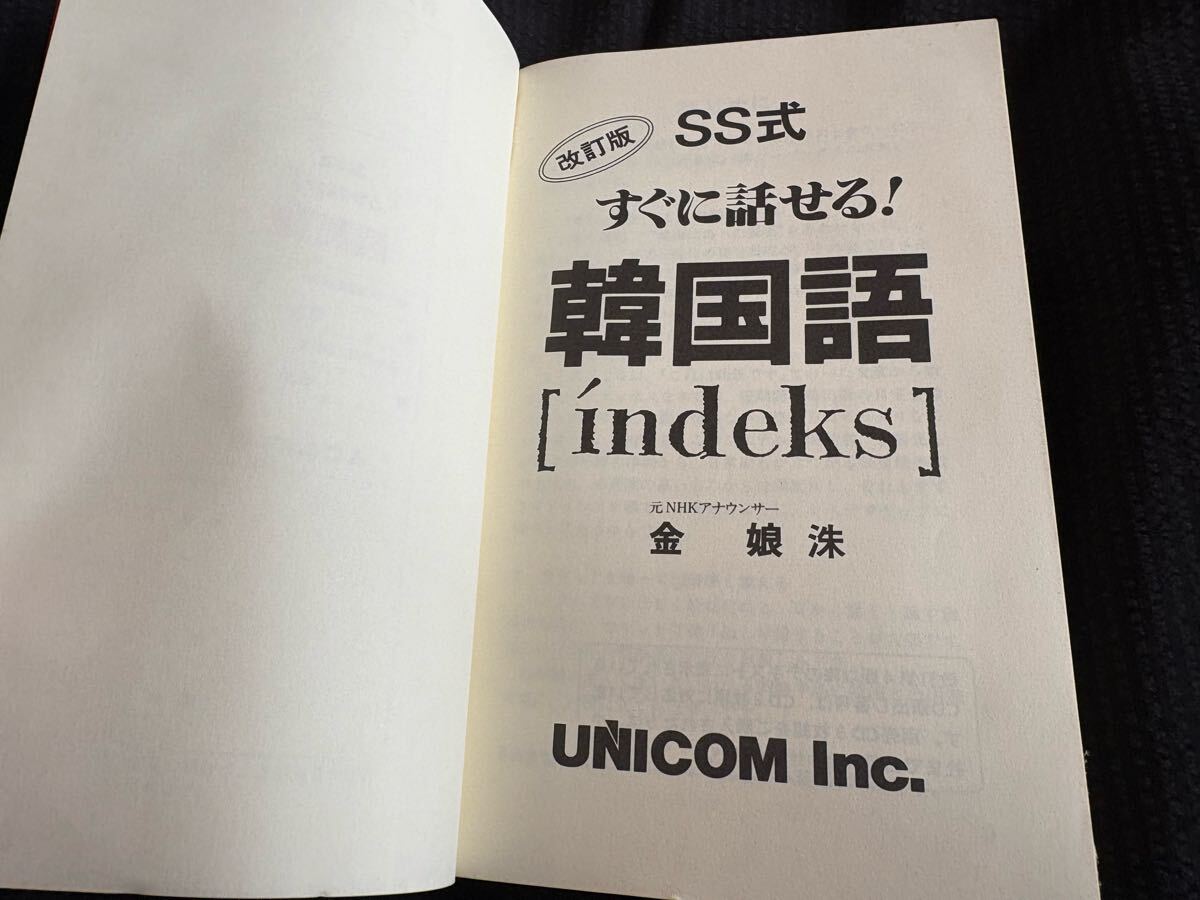 改訂版
SS式
すぐに話せる!
韓国語
[índeks]
元NHKアナウンサー
金 娘 洙
UNICOM Inc.